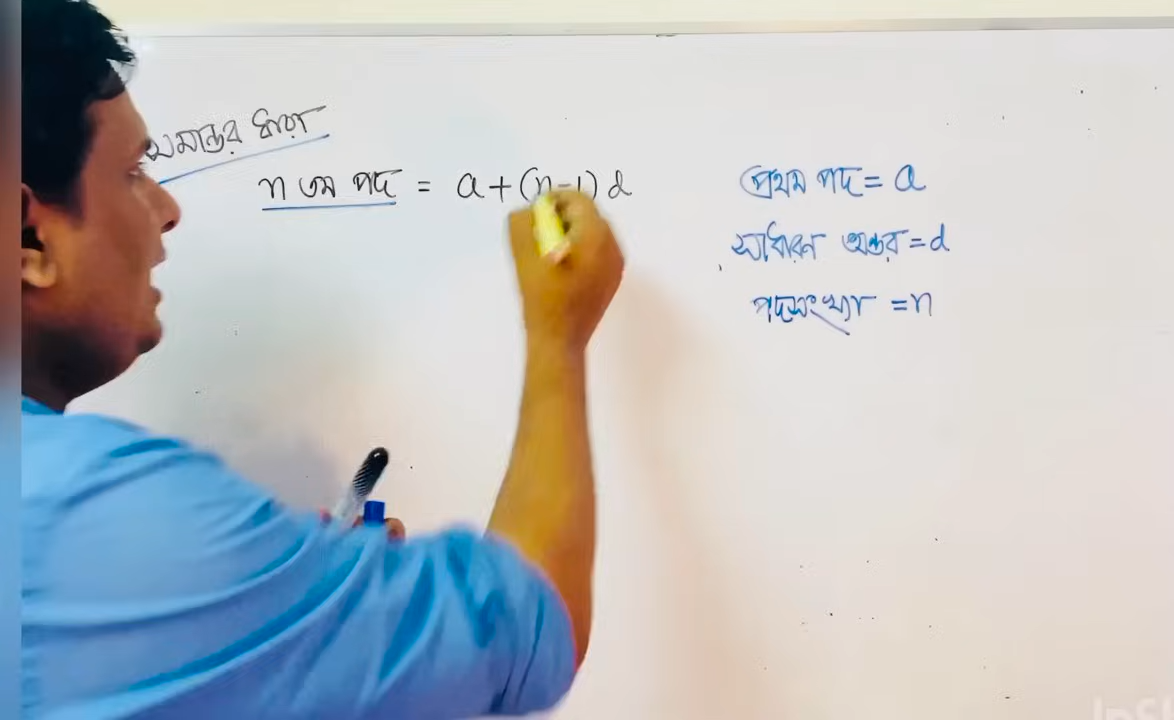 সমান্তর ধারা
n তম পদ = a + (n-1) d
প্রথম পদ = a
সাধারণ অন্তর = d
পদসংখ্যা = n